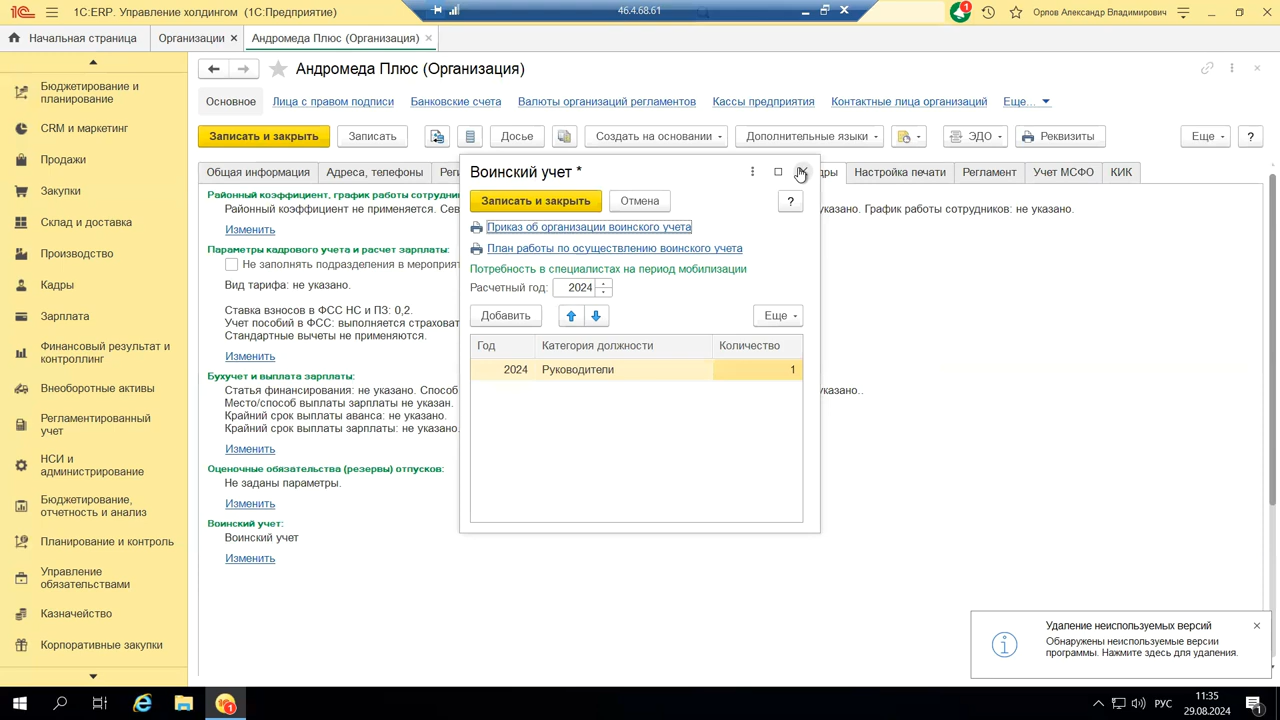 1С:ERP. Управление холдингом (1С:Предприятие)
46.4.68.61
1
Орлов Александр Владимирович
Начальная страница
Организации
Андромеда Плюс (Организация)
Бюджетирование и
планирование
CRM и маркетинг
Продажи
Закупки
Склад и доставка
Производство
Кадры
Зарплата
Финансовый результат и
контроллинг
Внеоборотные активы
Регламентированный
учет
НСИ и
администрирование
Бюджетирование,
отчетность и анализ
Планирование и контроль
Управление
обязательствами
Казначейство
Корпоративные закупки
Андромеда Плюс (Организация)
Основное
Лица с правом подписи
Банковские счета
Валюты организаций регламентов
Кассы предприятия
Контактные лица организаций
Еще...
Записать и закрыть
Записать
Досье
Создать на основании
Дополнительные языки
ЭДО
Реквизиты
Еще
?
Общая информация
Адреса, телефоны
Реги
дры
Настройка печати
Регламент
Учет МСФО
КИК
Районный коэффициент, график работы сотрудник
Районный коэффициент не применяется. Сев
указано. График работы сотрудников: не указано.
Изменить
Параметры кадрового учета и расчет зарплаты:
Не заполнять подразделения в мероприят
Вид тарифа: не указано.
Ставка взносов в ФСС НС и ПЗ: 0,2.
Учет пособий в ФСС: выполняется страховат
Стандартные вычеты не применяются.
Изменить
Бухучет и выплата зарплаты:
Статья финансирования: не указано. Способ
указано..
Место/способ выплаты зарплаты не указан.
Крайний срок выплаты аванса: не указано.
Крайний срок выплаты зарплаты: не указано.
Изменить
Оценочные обязательства (резервы) отпусков:
Не заданы параметры.
Изменить
Воинский учет:
Воинский учет
Изменить
Воинский учет *
Записать и закрыть
Отмена
?
Приказ об организации воинского учета
План работы по осуществлению воинского учета
Потребность в специалистах на период мобилизации
Расчетный год: 2024
Добавить
Еще
Год Категория должности Количество
2024 Руководители 1
Удаление неиспользуемых версий
Обнаружены неиспользуемые версии
программы. Нажмите здесь для удаления.
1
РУС
11:35
29.08.2024
1